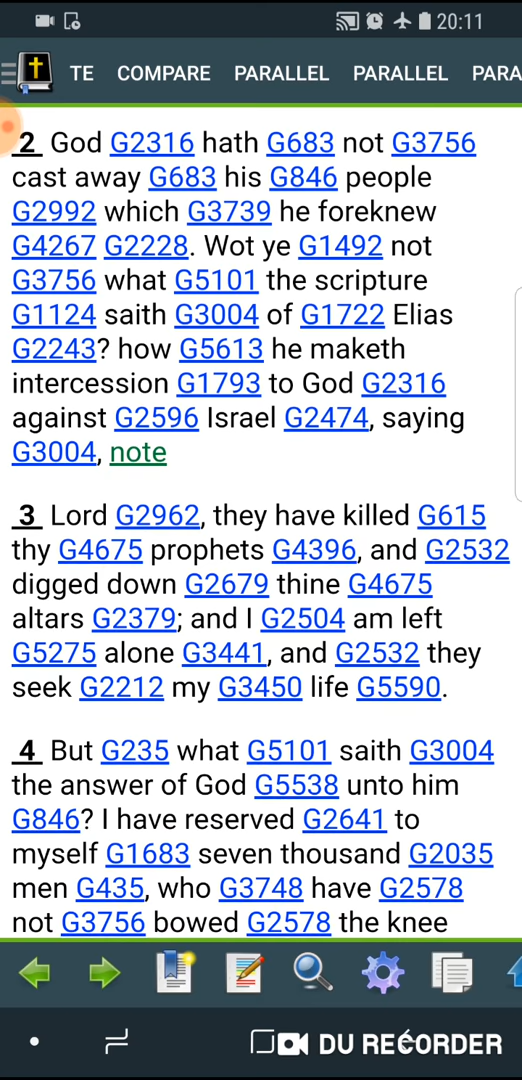 20:11
TE COMPARE PARALLEL PARALLEL PARA
2 God G2316 hath G683 not G3756
cast away G683 his G846 people
G2992 which G3739 he foreknew
G4267 G2228. Wot ye G1492 not
G3756 what G5101 the scripture
G1124 saith G3004 of G1722 Elias
G2243? how G5613 he maketh
intercession G1793 to God G2316
against G2596 Israel G2474, saying
G3004, note
3 Lord G2962, they have killed G615
thy G4675 prophets G4396, and G2532
digged down G2679 thine G4675
altars G2379; and I G2504 am left
G5275 alone G3441, and G2532 they
seek G2212 my G3450 life G5590.
4 But G235 what G5101 saith G3004
the answer of God G5538 unto him
G846? I have reserved G2641 to
myself G1683 seven thousand G2035
men G435, who G3748 have G2578
not G3756 bowed G2578 the knee
DU RECORDER